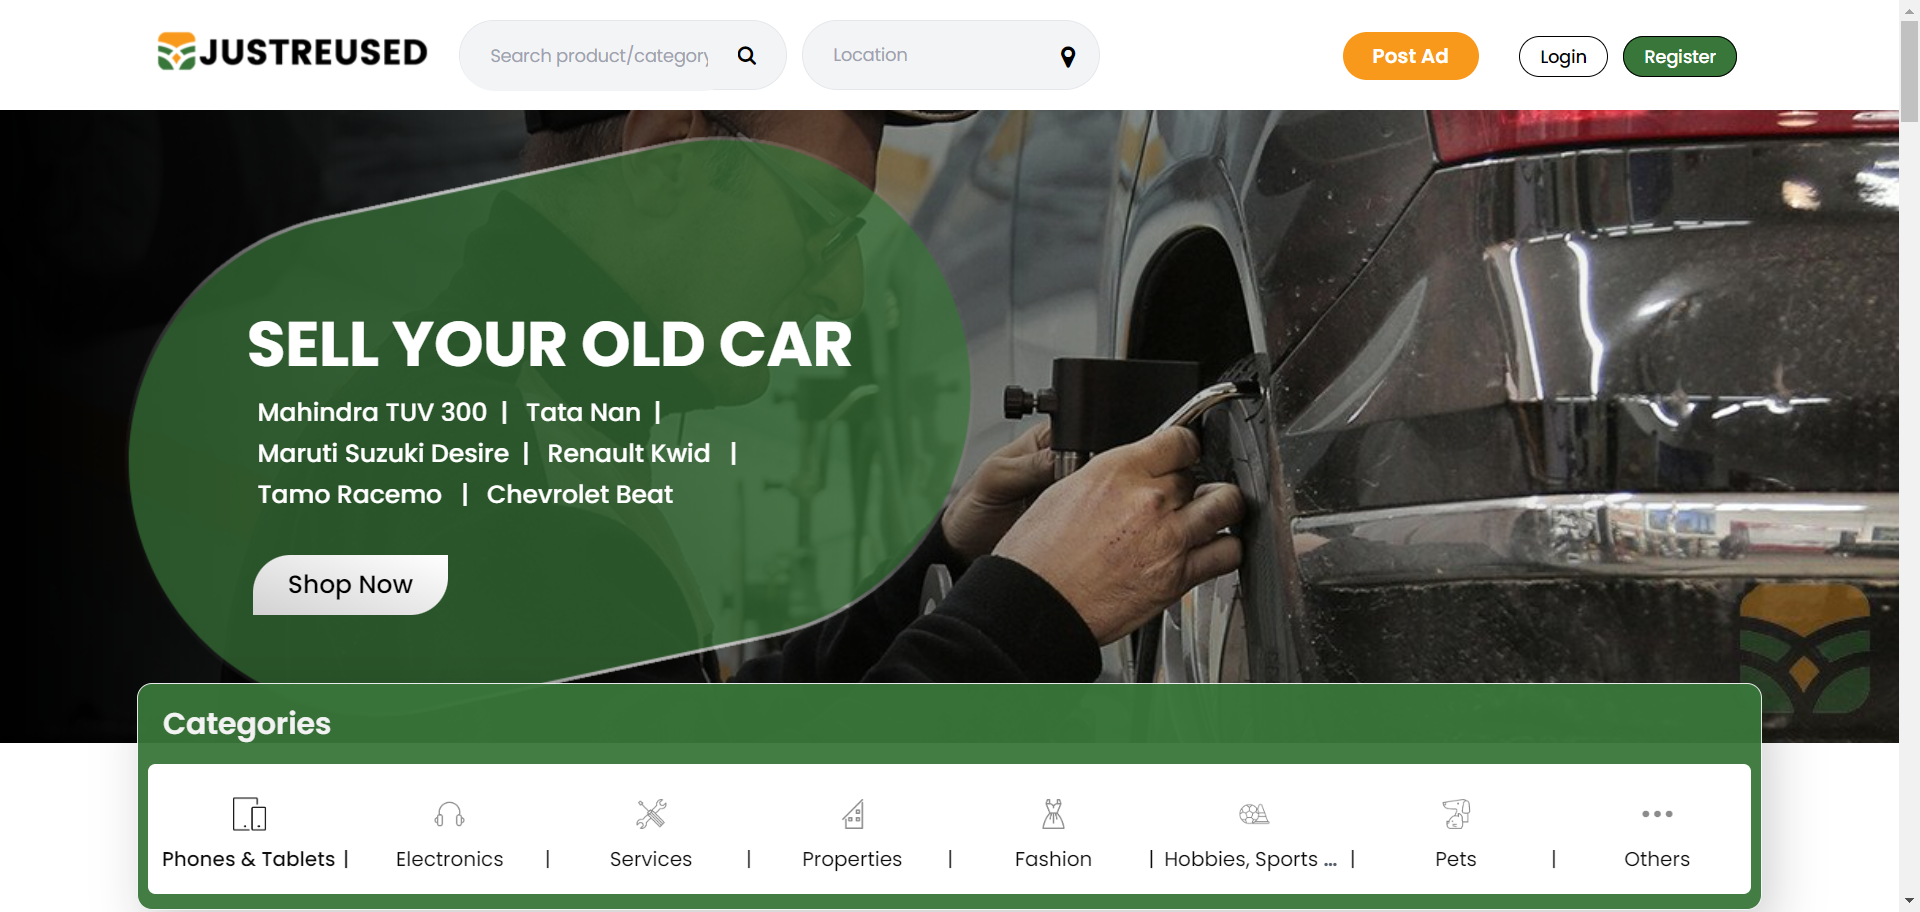 JUSTREUSED
Search product/category
Location
Post Ad
Login
Register
SELL YOUR OLD CAR
Mahindra TUV 300 | Tata Nan |
Maruti Suzuki Desire | Renault Kwid |
Tamo Racemo | Chevrolet Beat
Shop Now
Categories
Phones & Tablets | Electronics | Services | Properties | Fashion | Hobbies, Sports ... | Pets | Others